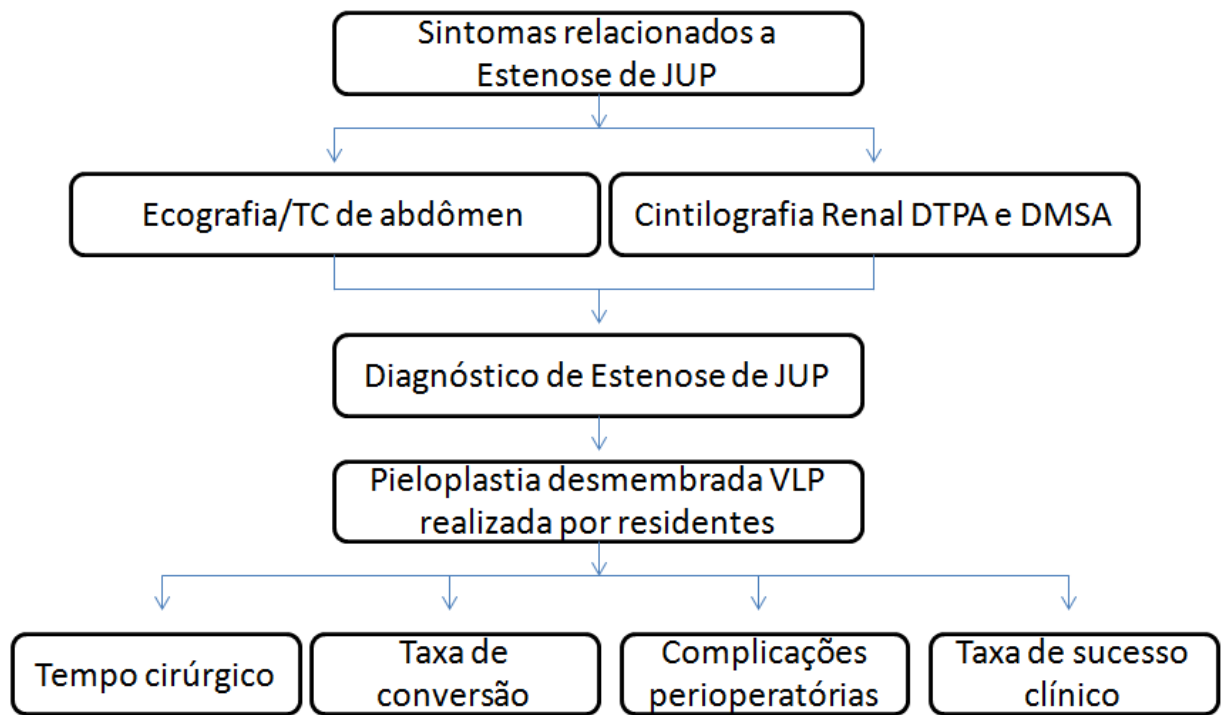 Sintomas relacionados a
Estenose de JUP
Ecografia/TC de abdômen
Cintilografia Renal DTPA e DMSA
Diagnóstico de Estenose de JUP
Pieloplastia desmembrada VLP
realizada por residentes
Tempo cirúrgico
Taxa de
conversão
Complicações
perioperatórias
Taxa de sucesso
clínico